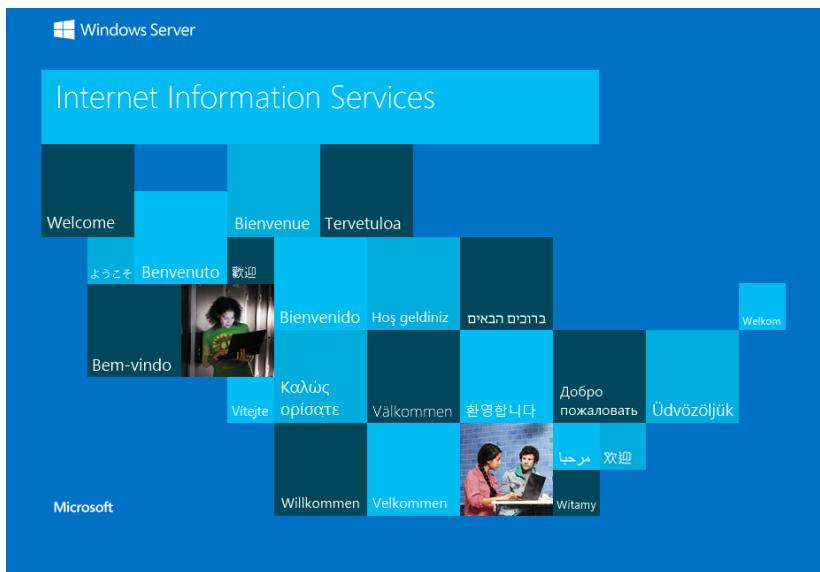 Windows Server
Internet Information Services
Welcome
Bienvenue
Tervetuloa
ようこそ
Benvenuto
歡迎
Bienvenido
Hoş geldiniz
ברוכים הבאים
Welkom
Bem-vindo
Vítejte
Καλώς
ορίσατε
Välkommen
환영합니다
Добро
пожаловать
Üdvözöljük
مرحبا
欢迎
Willkommen
Velkommen
Witamy
Microsoft